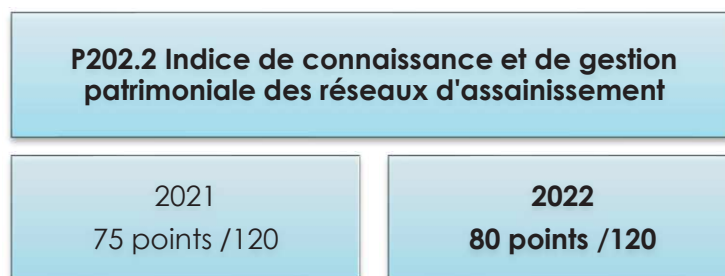 P202.2 Indice de connaissance et de gestion
patrimoniale des réseaux d'assainissement
2021
75 points /120
2022
80 points /120